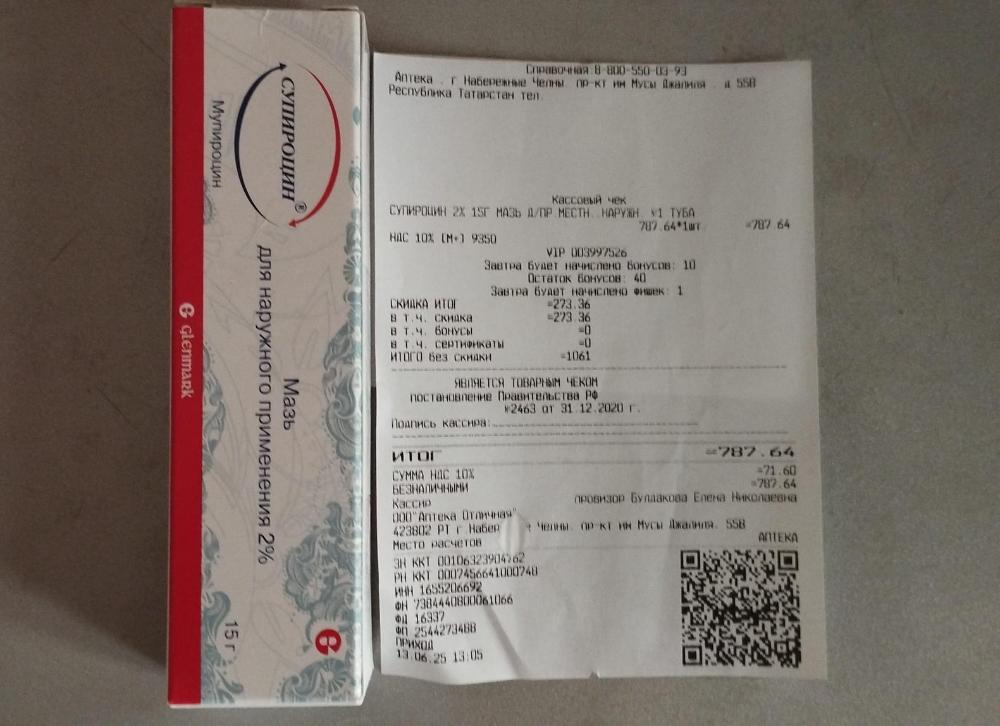 СУПИРОЦИН®
Мупироцин
Мазь
для наружного применения 2%
GLENMARK
15 г
Справочная:8-800-550-03-93
Аптека . г Набережные Челны. пр-кт им Мусы Джалиля . д 55В
Республика Татарстан тел.
Кассовый чек
СУПИРОЦИН 2% 15Г МАЗЬ Д/ПР.МЕСТН..НАРУЖН. №1 ТУБА
787.64*1шт. =787.64
НДС 10% [М+] 9350
VIP 003997526
Завтра будет начислено бонусов: 10
Остаток бонусов: 40
Завтра будет начислено фишек: 1
СКИДКА ИТОГ =273.36
в т.ч. скидка =273.36
в т.ч. бонусы =0
в т.ч. сертификаты =0
ИТОГО без скидки =1061
ЯВЛЯЕТСЯ ТОВАРНЫМ ЧЕКОМ
постановление Правительства РФ
№2463 от 31.12.2020 г.
Подпись кассира:
ИТОГ =787.64
СУММА НДС 10% =71.60
БЕЗНАЛИЧНЫМИ =787.64
Кассир провизор Булдакова Елена Николаевна
ООО"Аптека Отличная"
423802 РТ г.Набер Челны. пр-кт им Мусы Джалиля. 55В
Место расчетов АПТЕКА
ЗН ККТ 00106323904762
РН ККТ 0007456641000748
ИНН 1655206692
ФН 7384440800061066
ФД 16337
ФП 2544273488
ПРИХОД
13.06.25 13:05